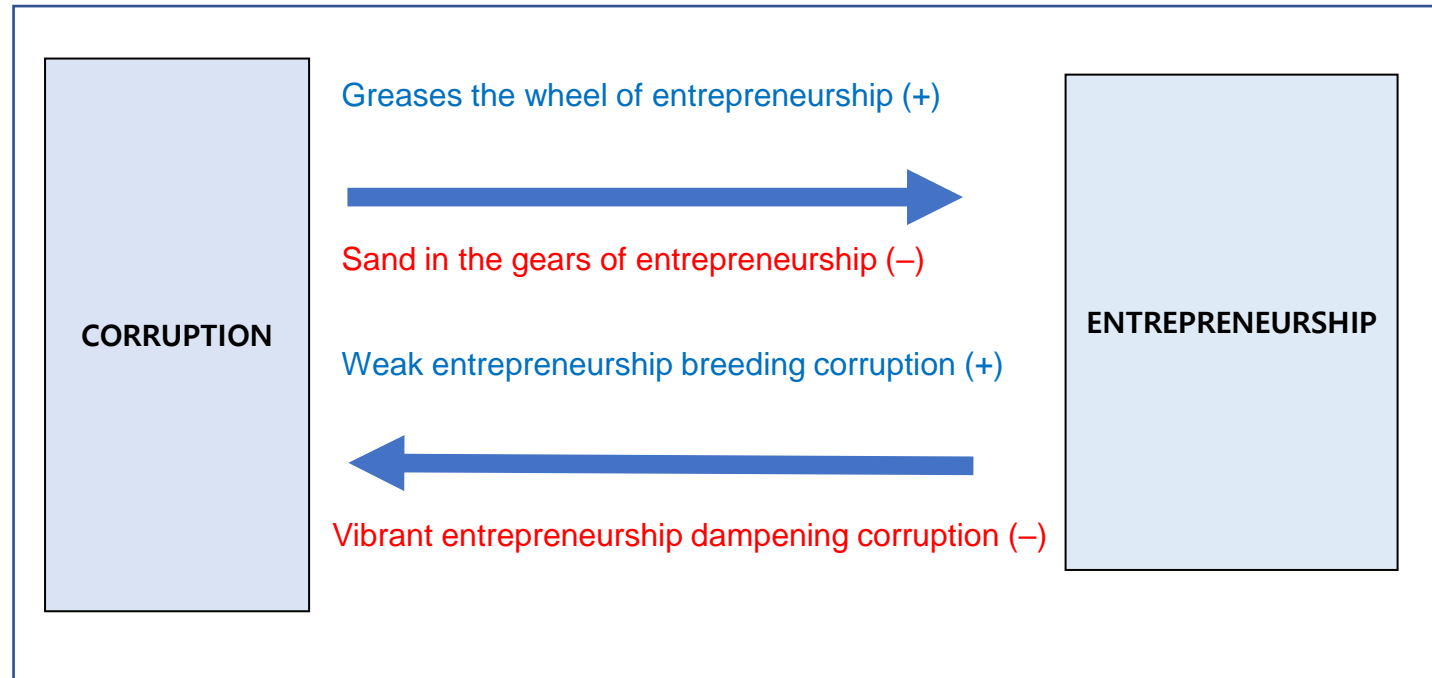 Greases the wheel of entrepreneurship (+)
Sand in the gears of entrepreneurship (–)
CORRUPTION
ENTREPRENEURSHIP
Weak entrepreneurship breeding corruption (+)
Vibrant entrepreneurship dampening corruption (–)